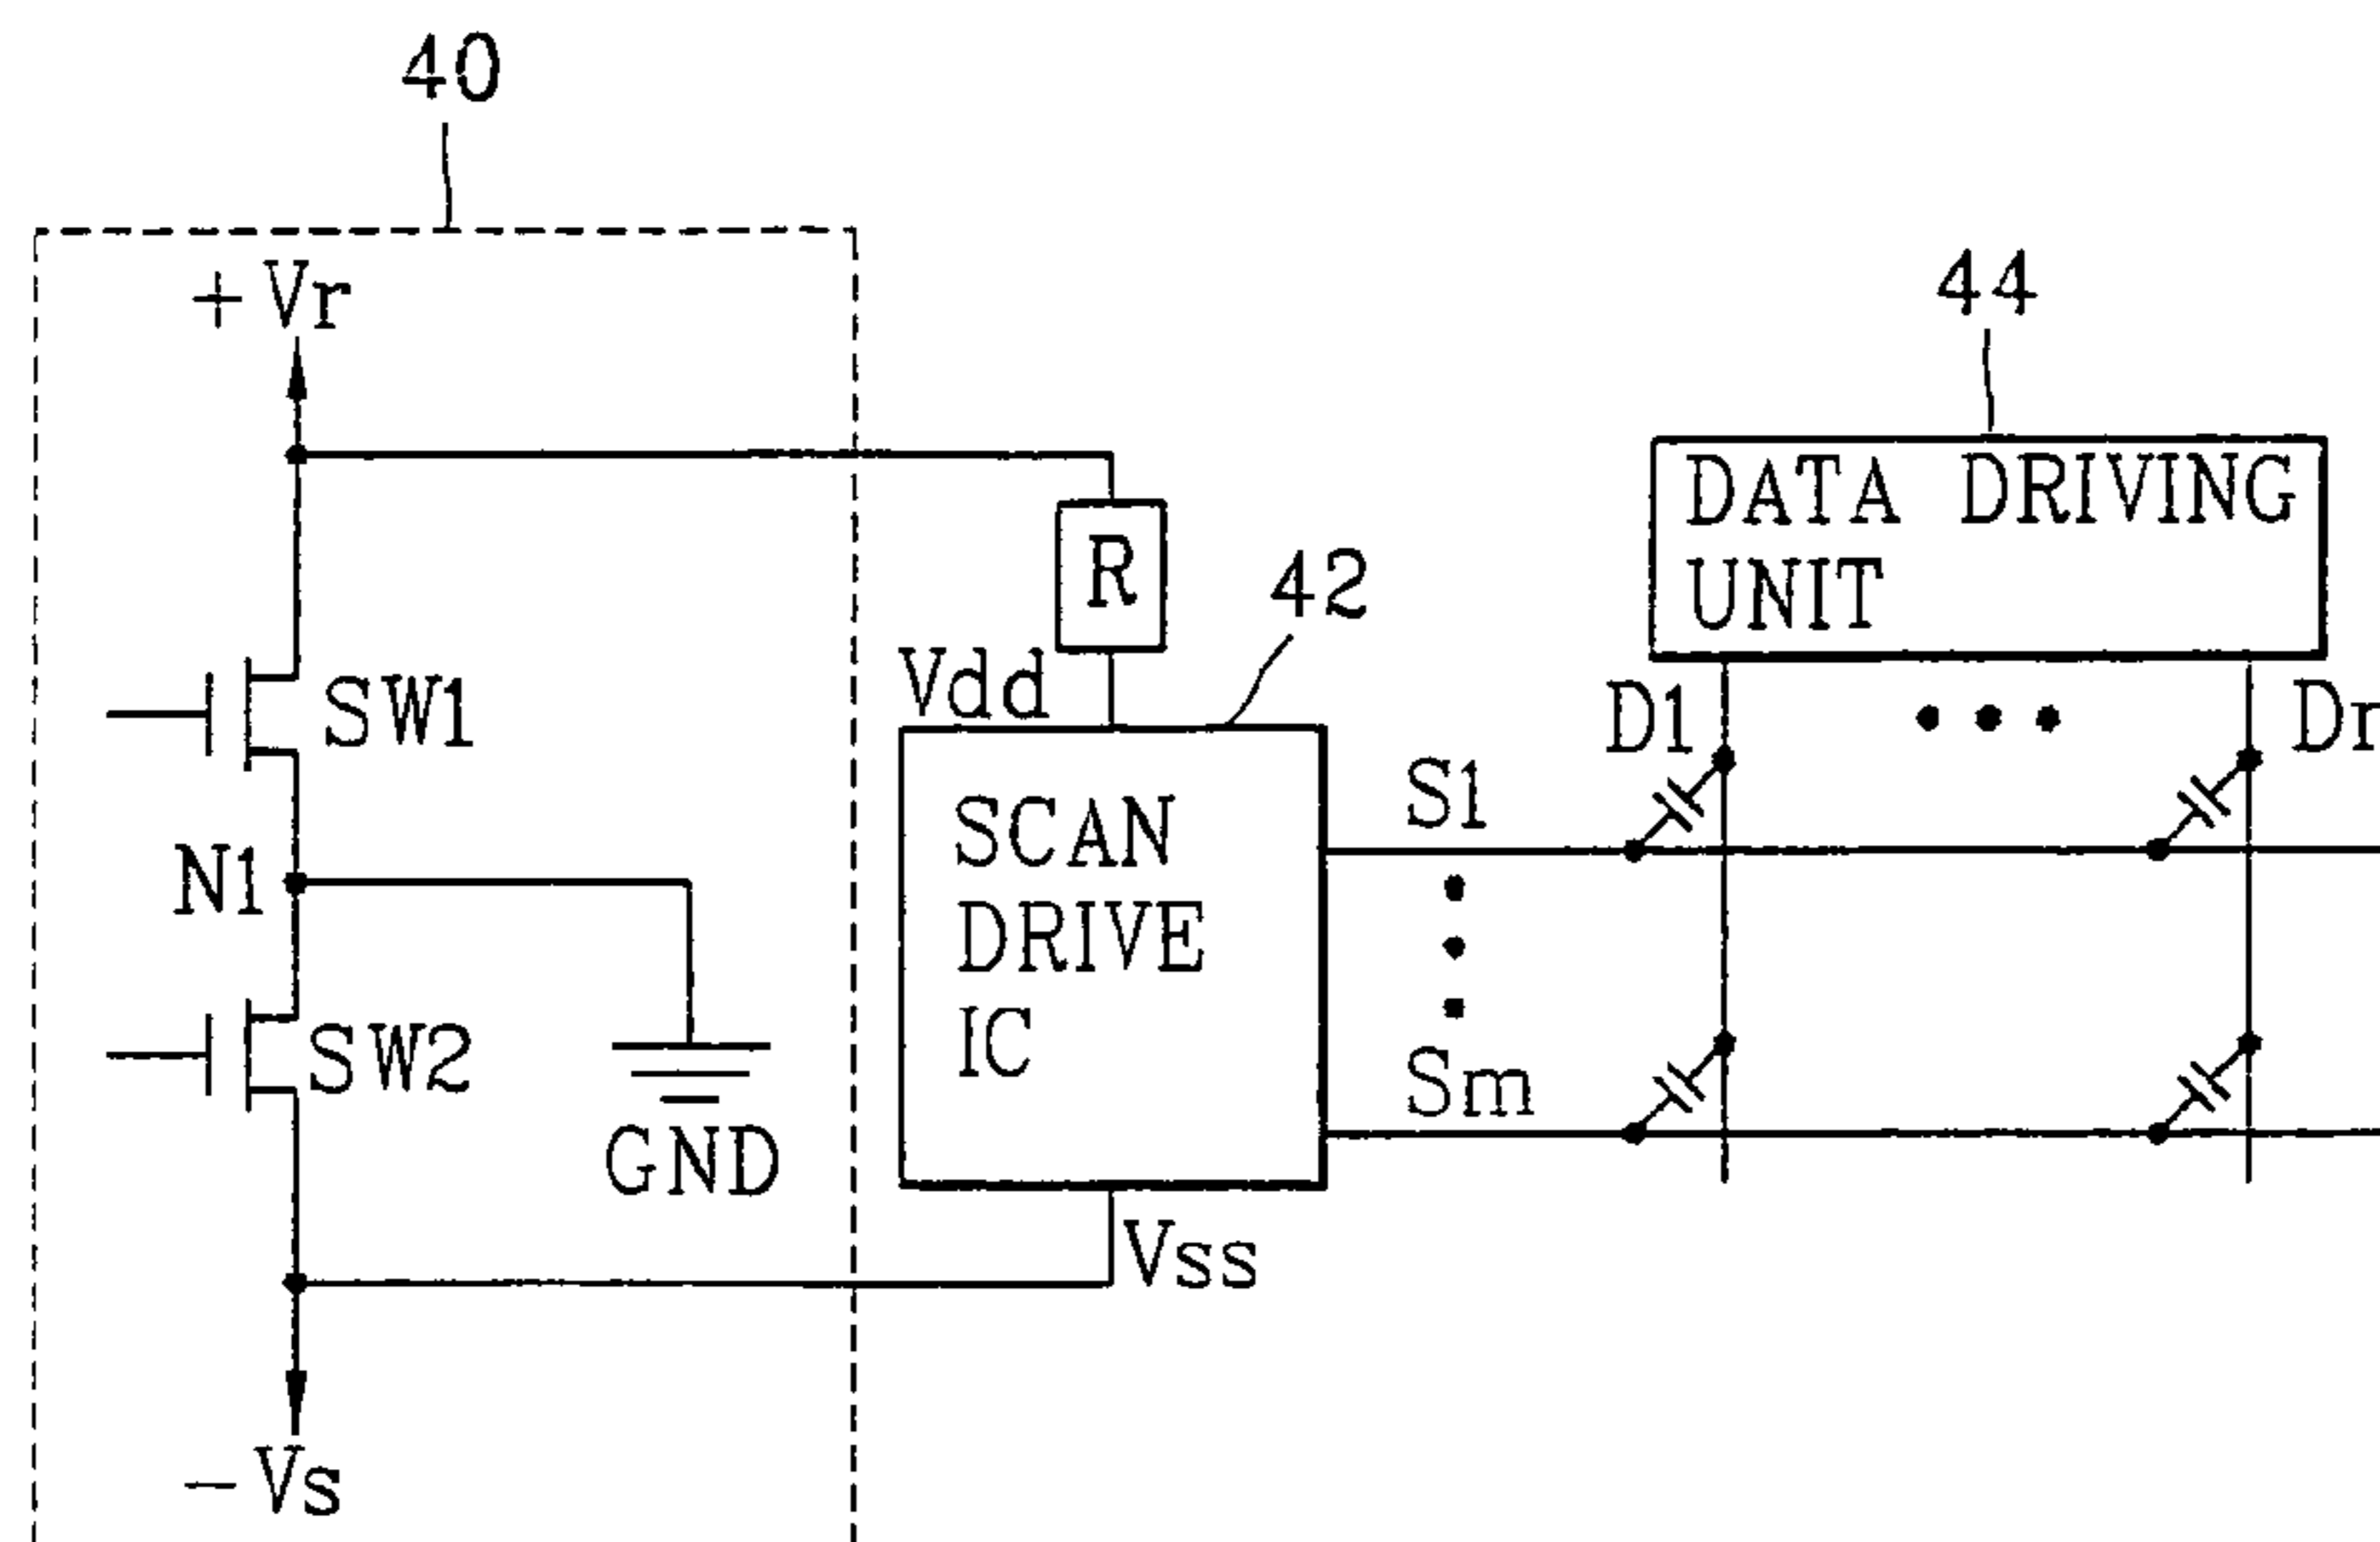 40
+Vr
44
DATA DRIVING
UNIT
R
42
Vdd
SW1
D1
S1
SCAN
DRIVE
IC
N1
SW2
Sm
GND
Vss
-Vs